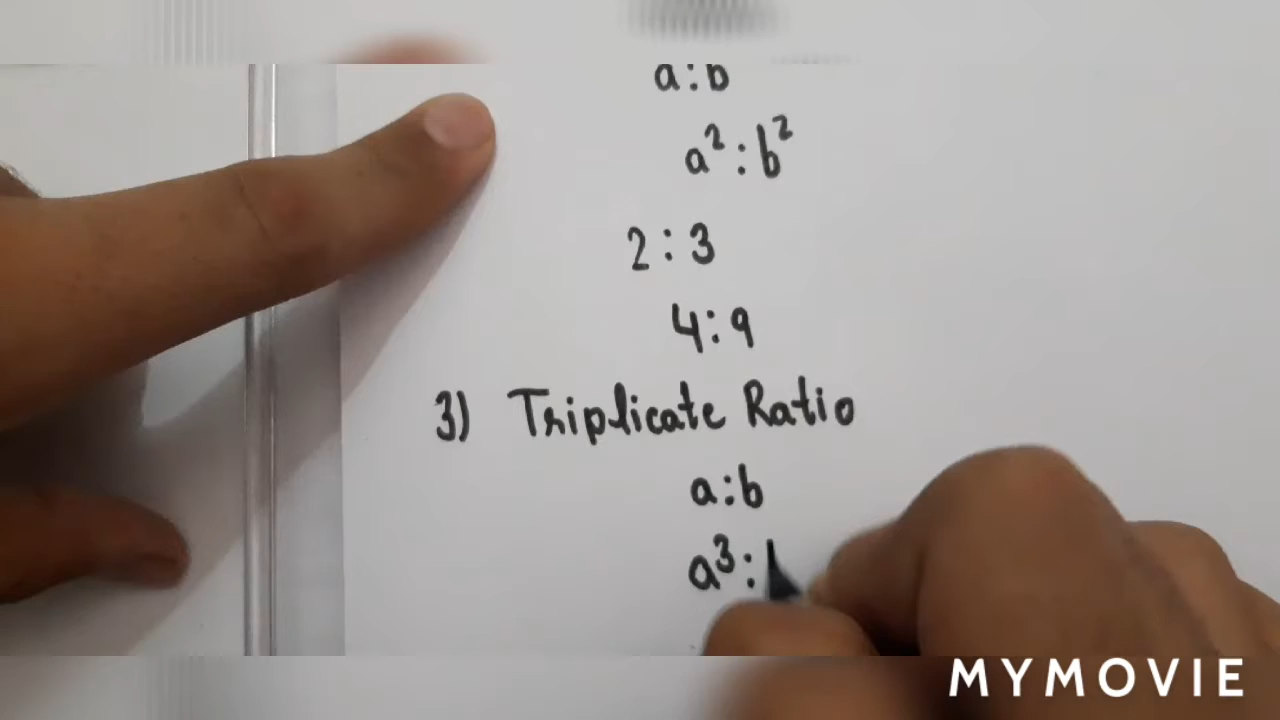 a:b
a²:b²
2:3
4:9
3) Triplicate Ratio
a:b
a³:
MYMOVIE